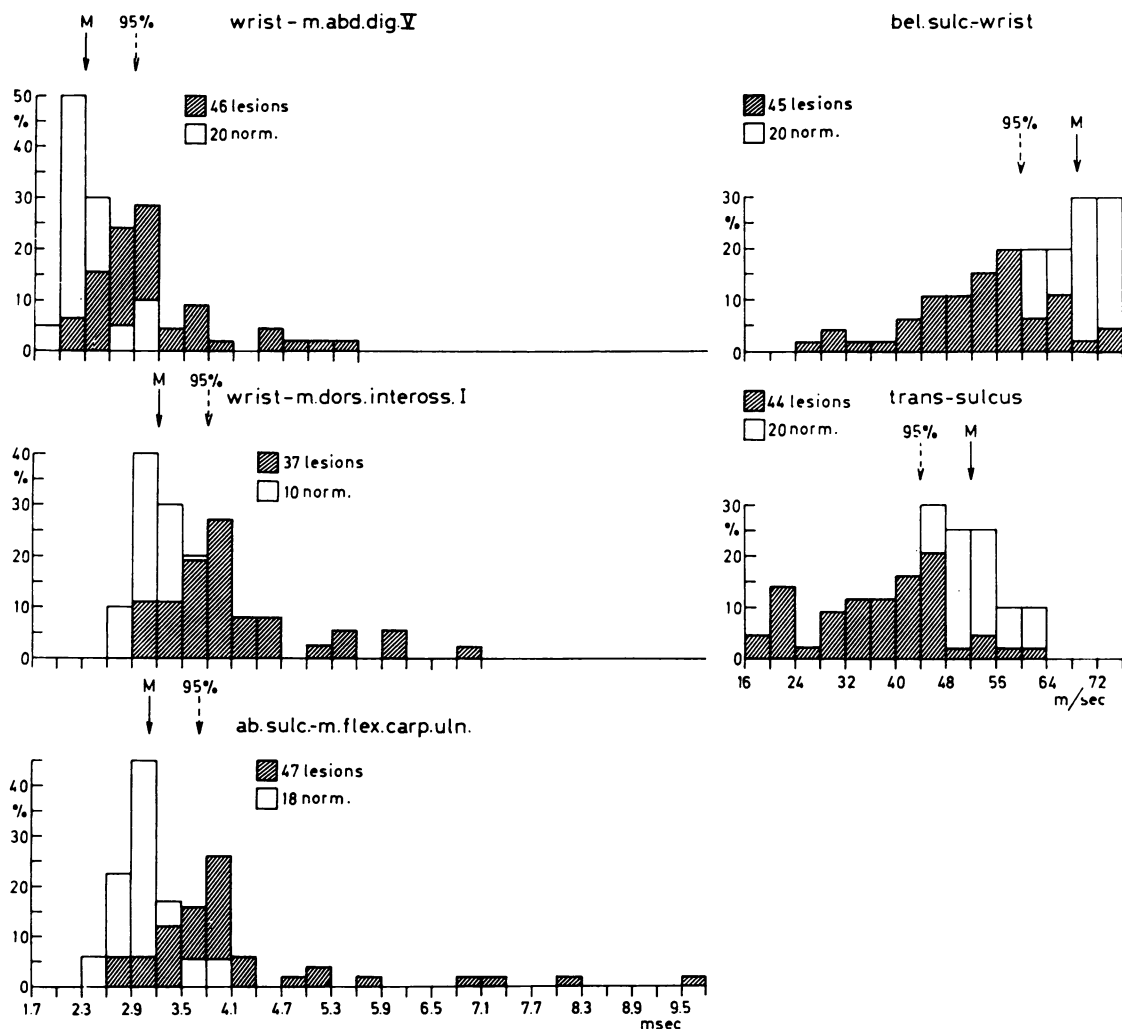 wrist - m.abd.dig.V
M 95%
46 lesions
20 norm.
50
%
40
30
20
10
0
bel.sulc-wrist
45 lesions
20 norm.
95% M
30
%
20
10
0
wrist-m.dors.inteross.I
M 95%
37 lesions
10 norm.
40
%
30
20
10
0
trans-sulcus
44 lesions
20 norm.
95% M
30
%
20
10
0
16 24 32 40 48 56 64 72
m/sec
ab.sulc.-m.flex.carp.uln.
M 95%
47 lesions
18 norm.
40
%
30
20
10
0
1.7 2.3 2.9 3.5 4.1 4.7 5.3 5.9 6.5 7.1 7.7 8.3 8.9 9.5
msec